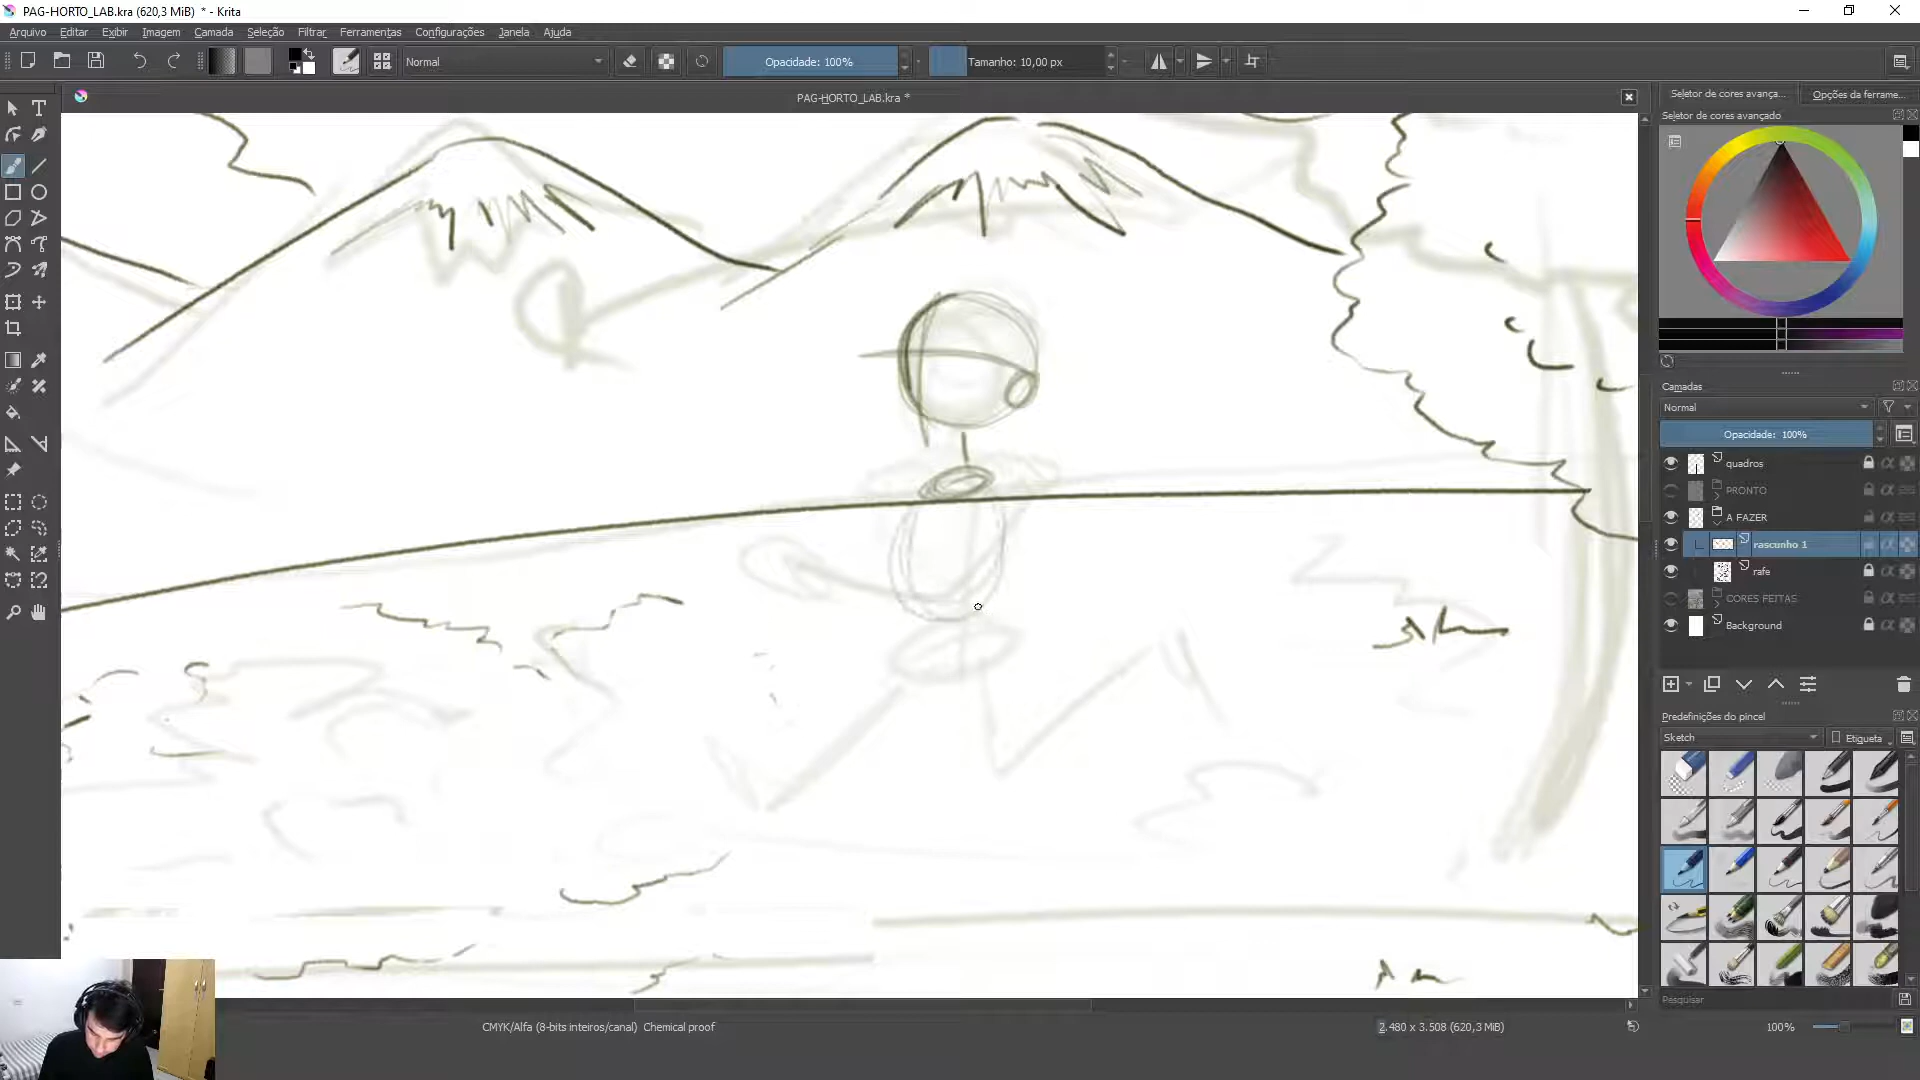 PAG-HORTO_LAB.kra (620,3 MiB) * - Krita
Arquivo Editar Exibir Imagem Camada Seleção Filtrar Ferramentas Configurações Janela Ajuda
Normal
Opacidade: 100%
Tamanho: 10,00 px
PAG-HORTO_LAB.kra *
Seletor de cores avança...
Opções da ferrame...
Seletor de cores avançado
Camadas
Normal
Opacidade: 100%
quadros
PRONTO
A FAZER
rascunho 1
rafe
CORES FEITAS
Background
Predefinições do pincel
Sketch
Etiqueta
Pesquisar
CMYK/Alfa (8-bits inteiros/canal) Chemical proof
2.480 x 3.508 (620,3 MiB)
100%